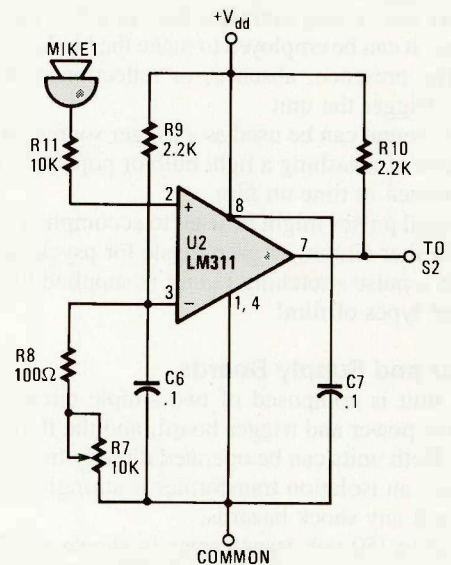 +Vdd
MIKE1
R11
10K
R9
2.2K
R10
2.2K
2
+
8
U2
LM311
7
TO
S2
3
−
1, 4
R8
100Ω
C6
.1
C7
.1
R7
10K
COMMON